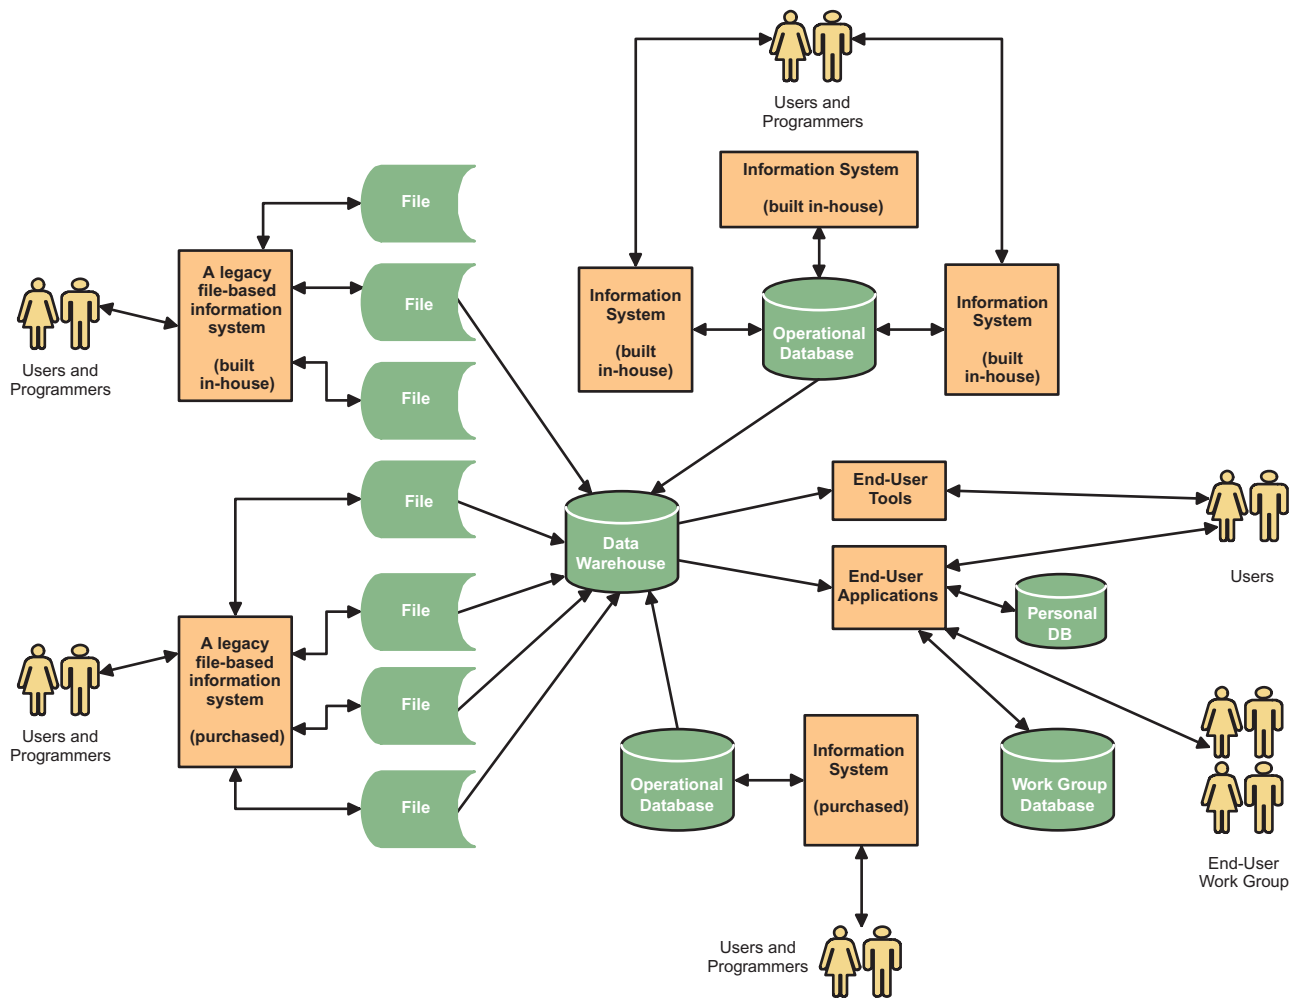 Users and
Programmers
Information System
(built in-house)
File
A legacy
file-based
information
system
(built
in-house)
File
Information
System
(built
in-house)
Operational
Database
Information
System
(built
in-house)
Users and
Programmers
File
File
End-User
Tools
Data
Warehouse
End-User
Applications
Users
File
Personal
DB
A legacy
file-based
information
system
(purchased)
File
Users and
Programmers
File
Operational
Database
Information
System
(purchased)
Work Group
Database
End-User
Work Group
Users and
Programmers